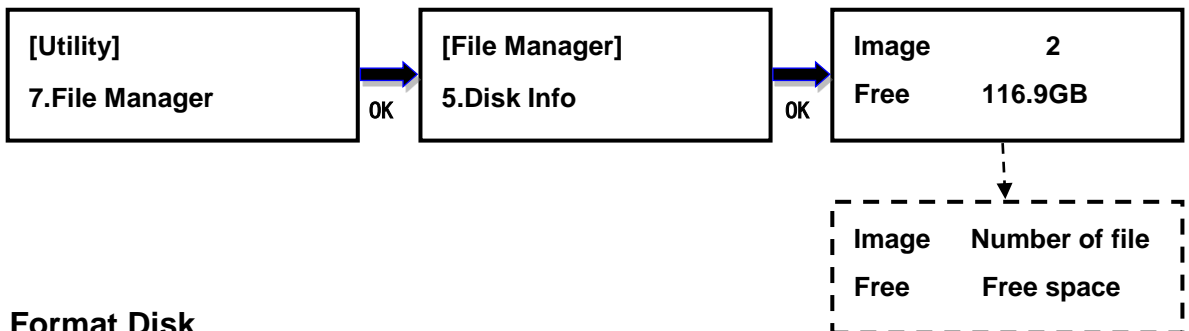 [Utility]
7.File Manager
OK
[File Manager]
5.Disk Info
OK
Image 2
Free 116.9GB
Image Number of file
Free Free space
Format Disk